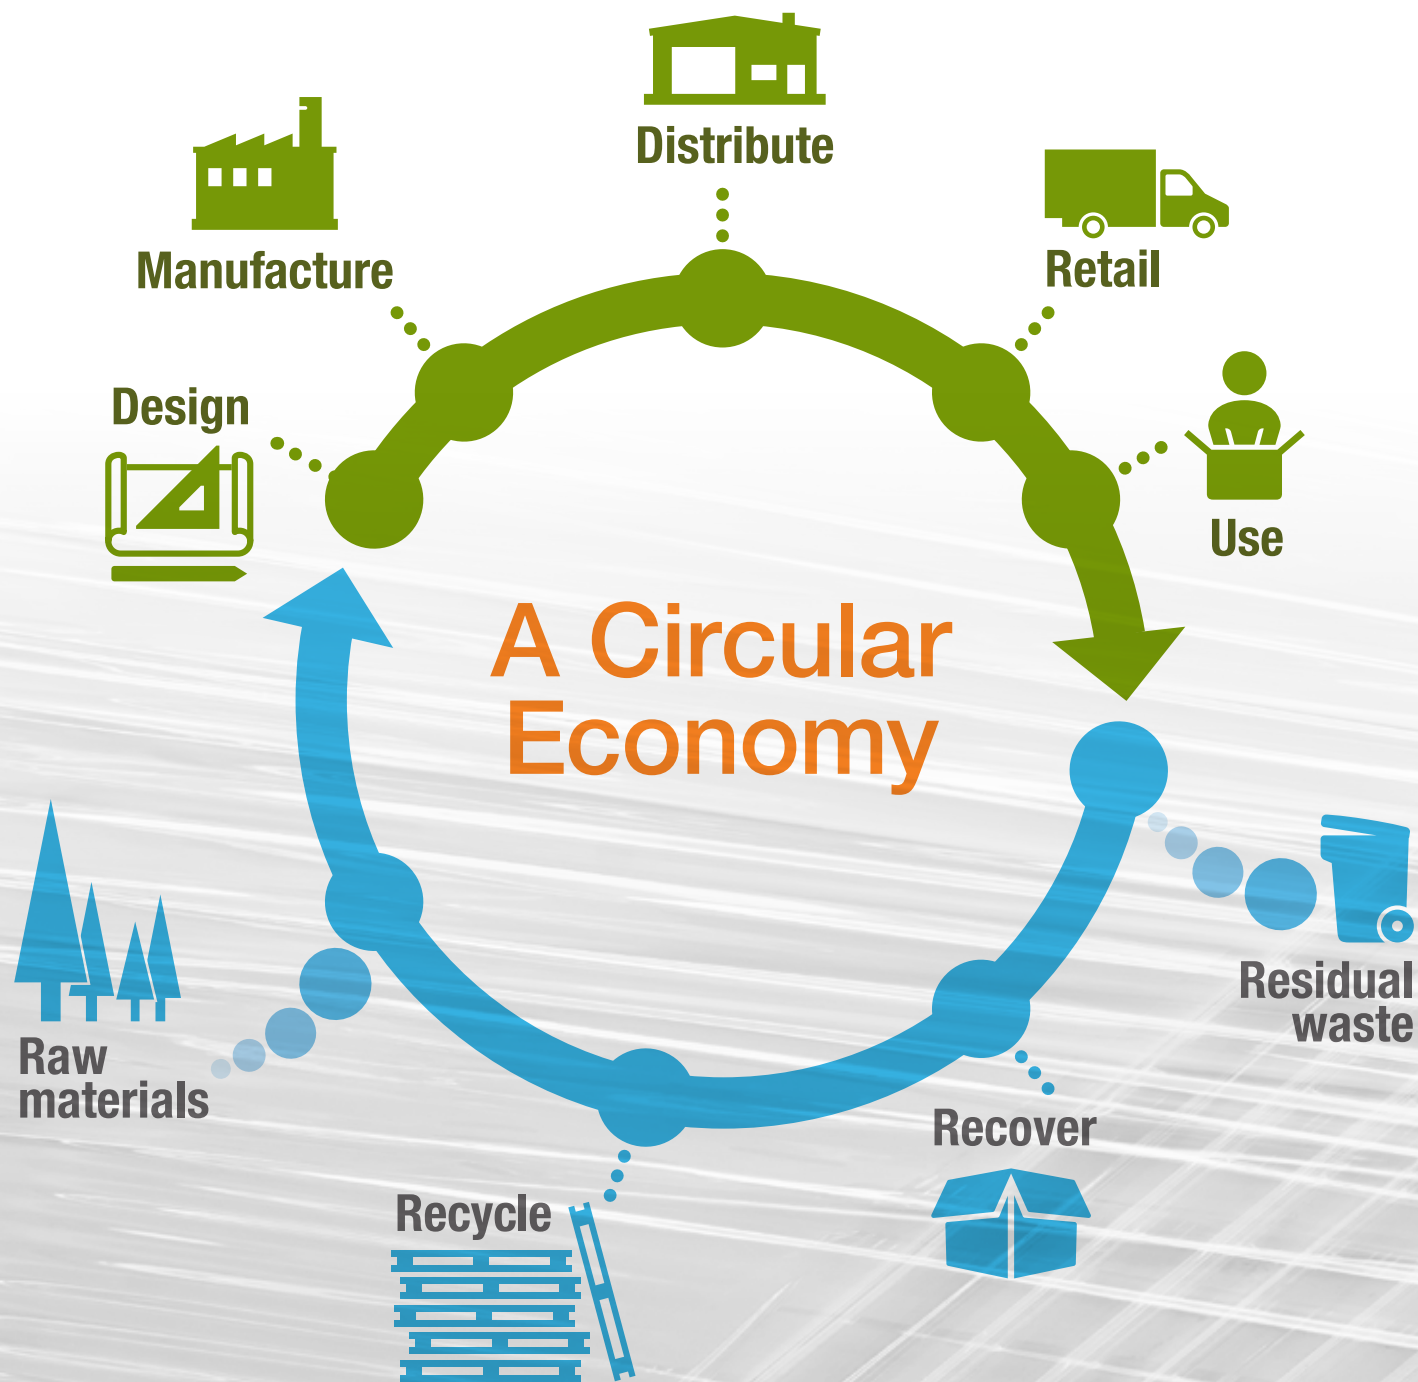 Distribute
Manufacture
Retail
Design
Use
A Circular
Economy
Residual
waste
Raw
materials
Recover
Recycle